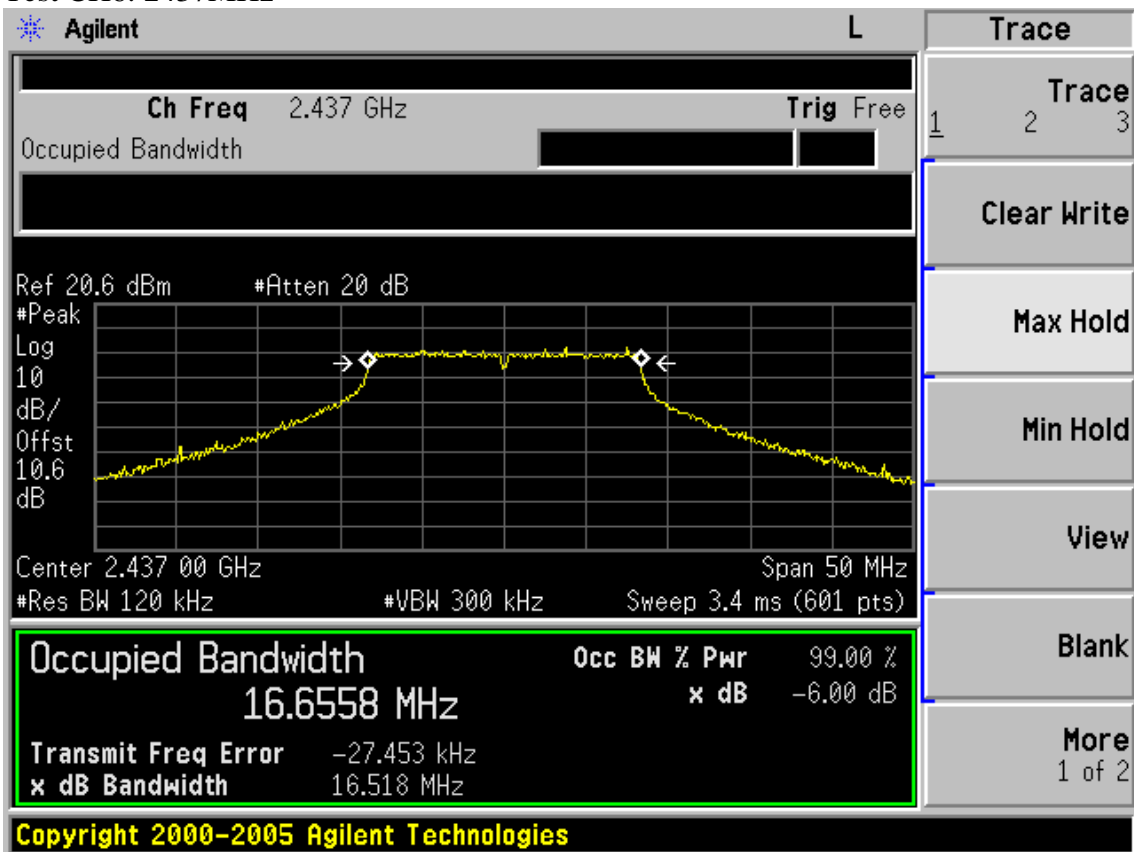 Agilent L Trace
Ch Freq 2.437 GHz Trig Free
Occupied Bandwidth
Trace
1 2 3
Clear Write
Ref 20.6 dBm #Atten 20 dB
#Peak
Log
10
dB/
Offst
10.6
dB
Max Hold
Min Hold
View
Center 2.437 00 GHz Span 50 MHz
#Res BW 120 kHz #VBW 300 kHz Sweep 3.4 ms (601 pts)
Occupied Bandwidth Occ BW % Pwr 99.00 %
16.6558 MHz x dB -6.00 dB
Transmit Freq Error -27.453 kHz
x dB Bandwidth 16.518 MHz
Blank
More
1 of 2
Copyright 2000-2005 Agilent Technologies